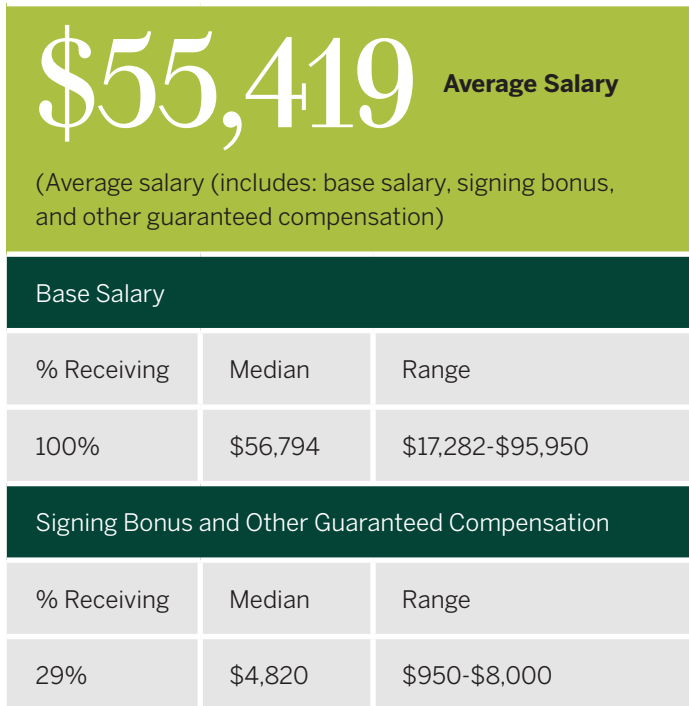 $55,419 Average Salary
(Average salary (includes: base salary, signing bonus,
and other guaranteed compensation)
Base Salary
% Receiving Median Range
100% $56,794 $17,282-$95,950
Signing Bonus and Other Guaranteed Compensation
% Receiving Median Range
29% $4,820 $950-$8,000